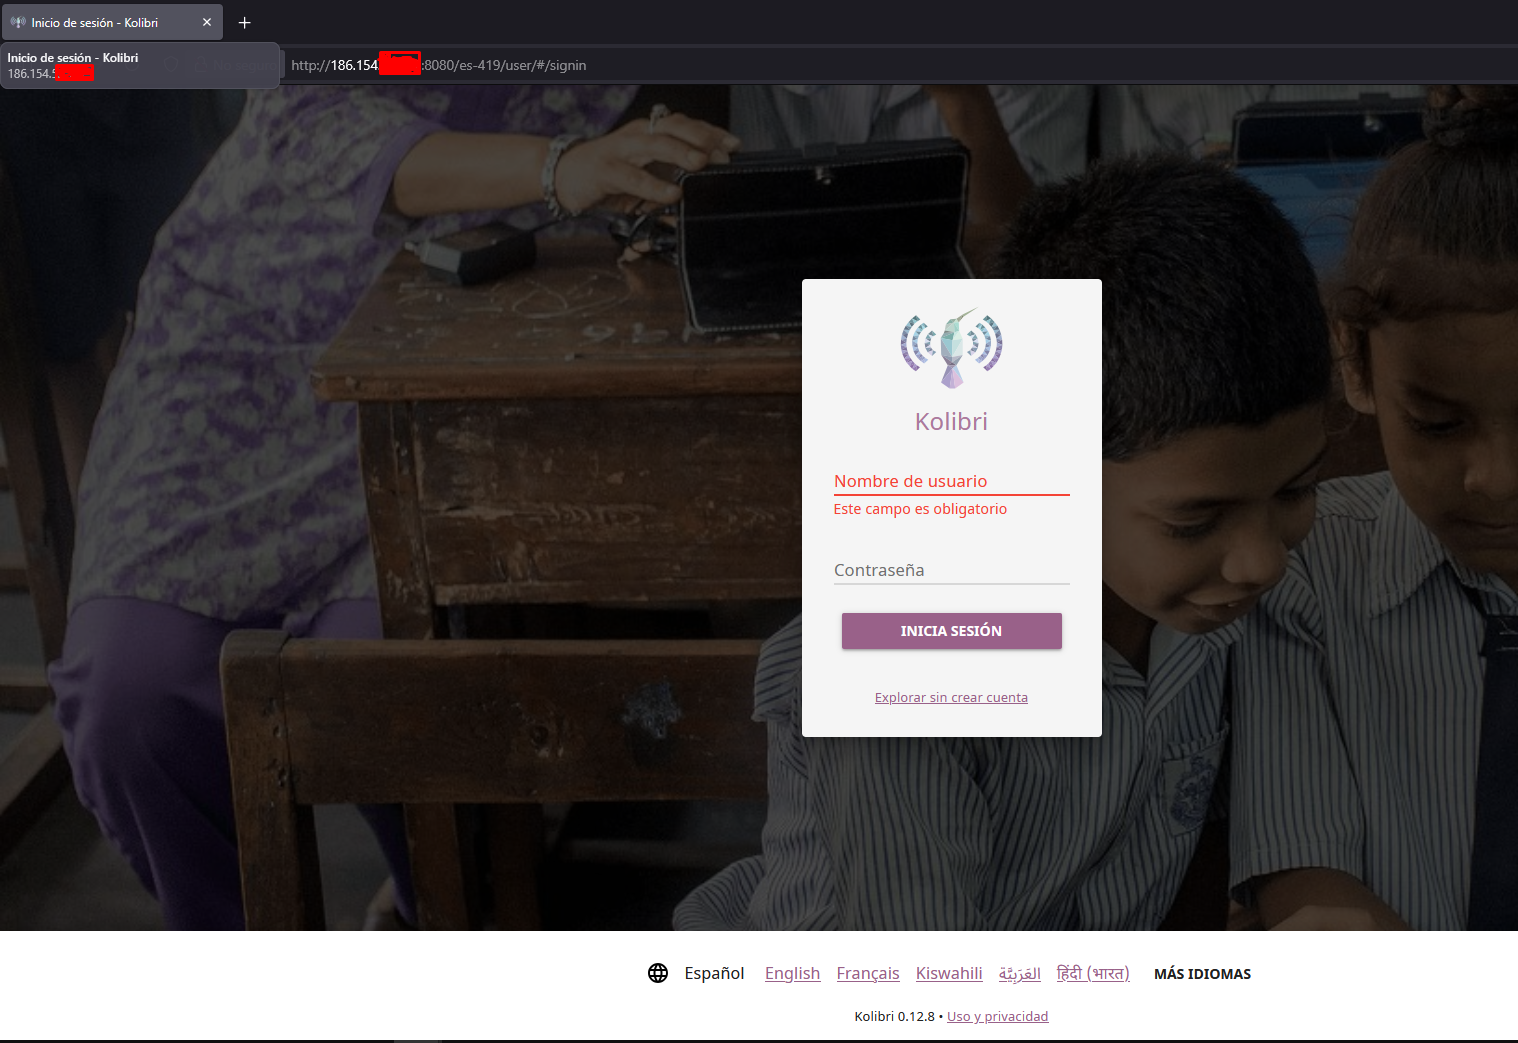 Inicio de sesión - Kolibri
Inicio de sesión - Kolibri
186.154.5
http://186.154. :8080/es-419/user/#/signin
Kolibri
Nombre de usuario
Este campo es obligatorio
Contraseña
INICIA SESIÓN
Explorar sin crear cuenta
Español English Français Kiswahili العَرَبِيَّة हिंदी (भारत) MÁS IDIOMAS
Kolibri 0.12.8 • Uso y privacidad